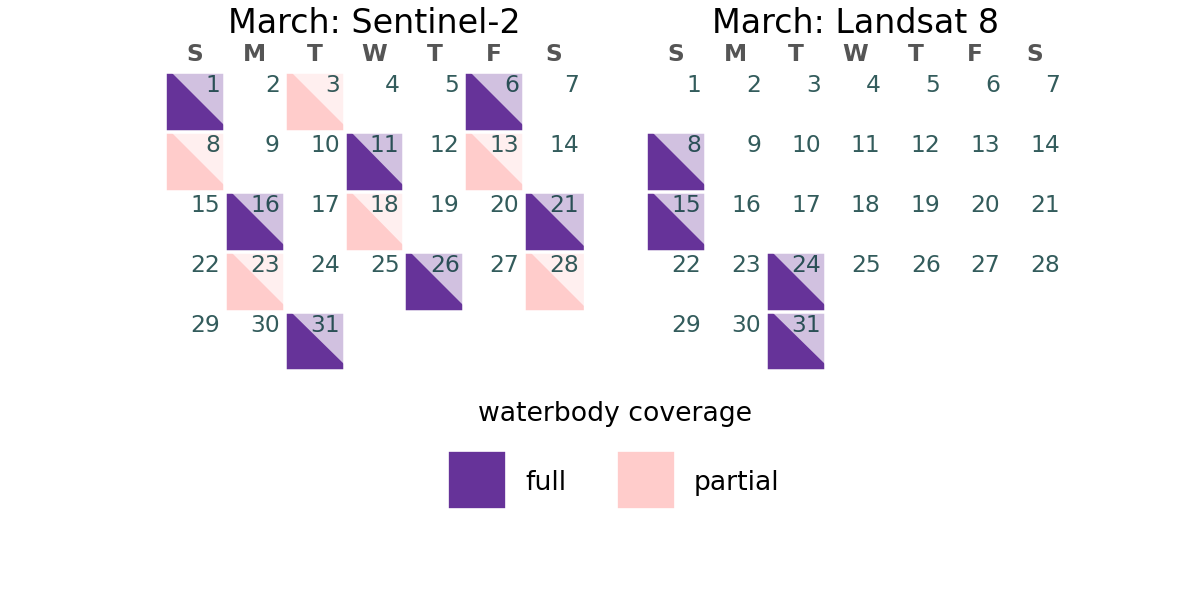 March: Sentinel-2
S M T W T F S
1 2 3 4 5 6 7
8 9 10 11 12 13 14
15 16 17 18 19 20 21
22 23 24 25 26 27 28
29 30 31
March: Landsat 8
S M T W T F S
1 2 3 4 5 6 7
8 9 10 11 12 13 14
15 16 17 18 19 20 21
22 23 24 25 26 27 28
29 30 31
waterbody coverage
full
partial